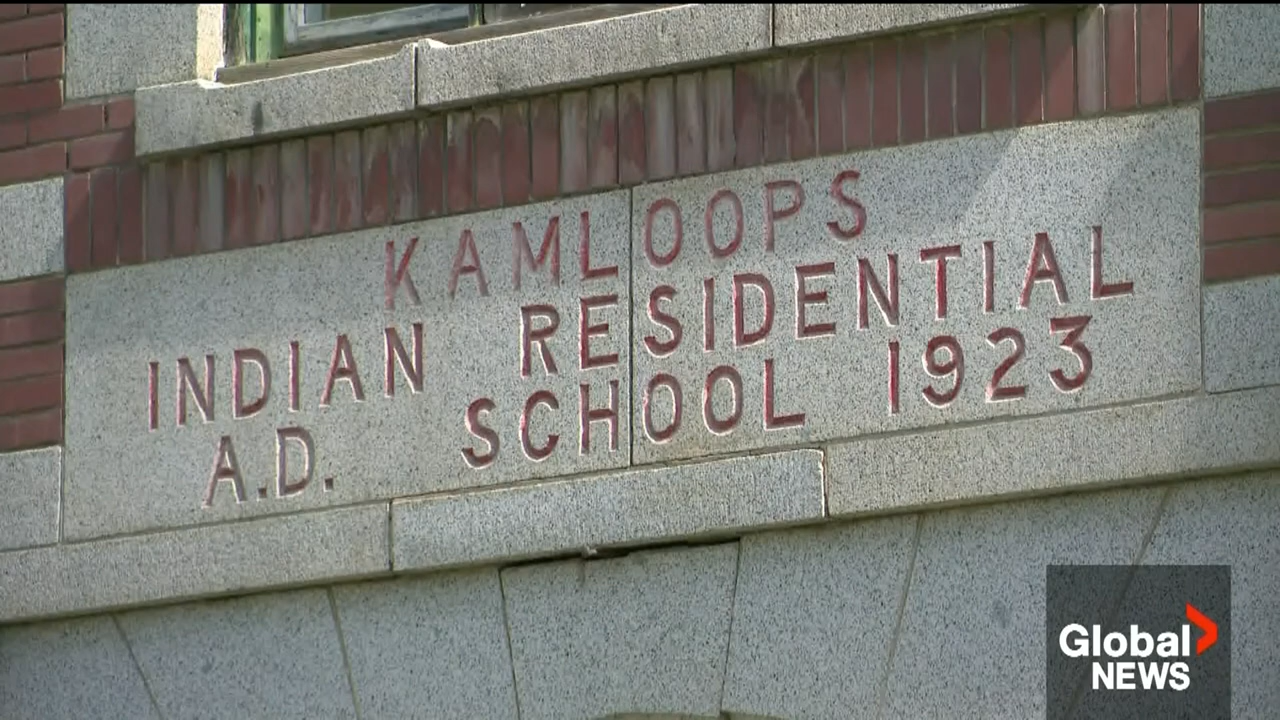 KAMLOOPS
INDIAN RESIDENTIAL
A.D. SCHOOL 1923
Global
NEWS